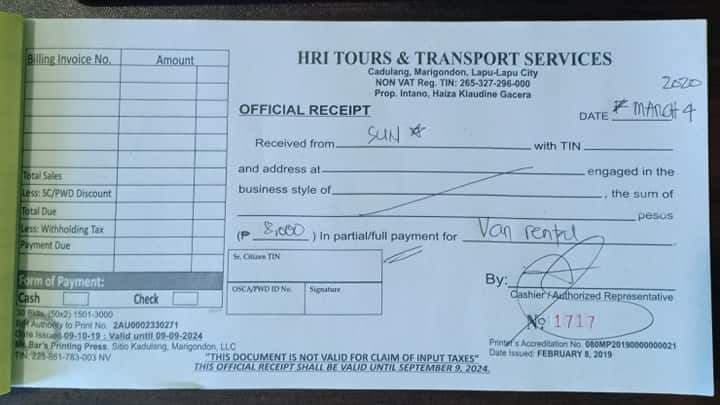 HRI TOURS & TRANSPORT SERVICES
Cadulang, Marigondon, Lapu-Lapu City
NON VAT Reg. TIN: 265-327-296-000
Prop. Intano, Haiza Klaudine Gacera
Billing Invoice No. Amount
Total Sales
Less: SC/PWD Discount
Total Due
Less: Withholding Tax
Payment Due
Form of Payment:
Cash Check
OFFICIAL RECEIPT
2020
DATE March 4
Received from SUN with TIN
and address at engaged in the
business style of , the sum of
pesos
(₱ 8,000 ) In partial/full payment for Van rental
Sr. Citizen TIN
OSCA/PWD ID No. Signature
By:
Cashier / Authorized Representative
No 1717
30 Bklts. (50x2) 1501-3000
BIR Authority to Print No. 2AU0002330271
Date Issued 09-10-19 : Valid until 09-09-2024
Bar's Printing Press. Sitio Kadulang, Marigondon, LLC
TIN: 225-861-783-003 NV
"THIS DOCUMENT IS NOT VALID FOR CLAIM OF INPUT TAXES"
THIS OFFICIAL RECEIPT SHALL BE VALID UNTIL SEPTEMBER 9, 2024.
Printer's Accreditation No. 080MP20190000000021
Date Issued: FEBRUARY 8, 2019